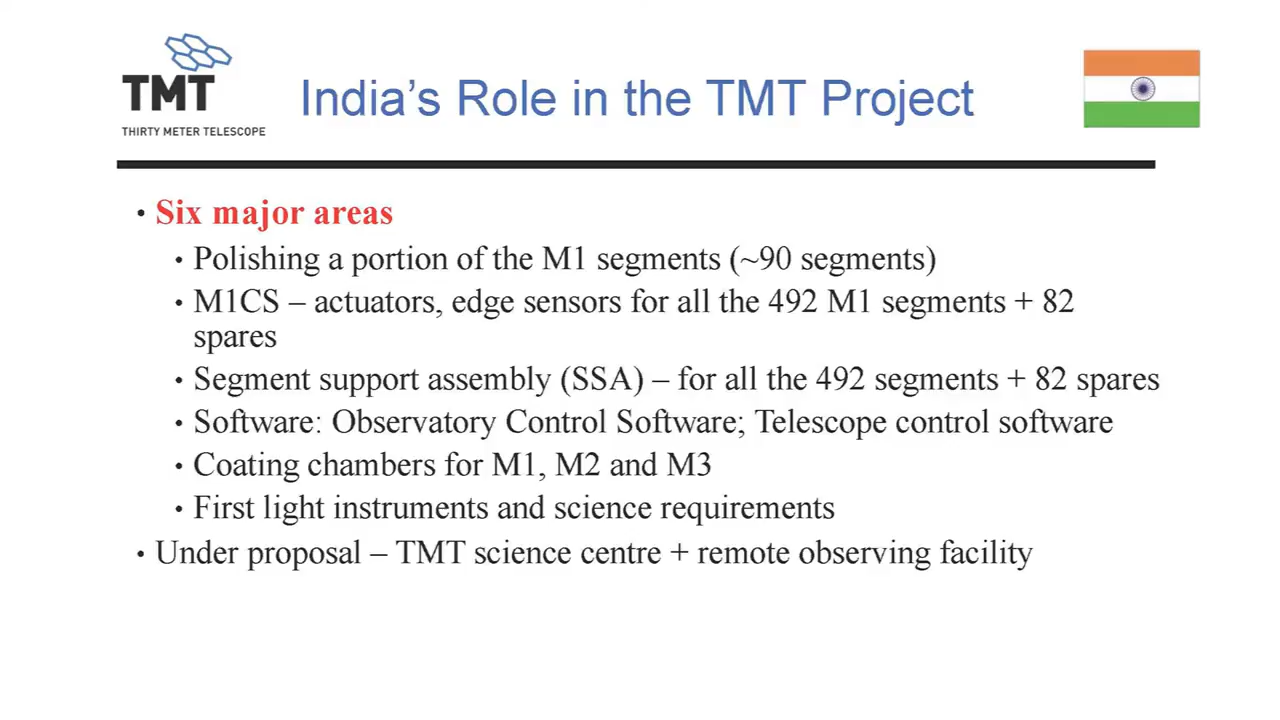 TMT
THIRTY METER TELESCOPE
India's Role in the TMT Project
• Six major areas
• Polishing a portion of the M1 segments (~90 segments)
• M1CS – actuators, edge sensors for all the 492 M1 segments + 82
spares
• Segment support assembly (SSA) – for all the 492 segments + 82 spares
• Software: Observatory Control Software; Telescope control software
• Coating chambers for M1, M2 and M3
• First light instruments and science requirements
• Under proposal – TMT science centre + remote observing facility